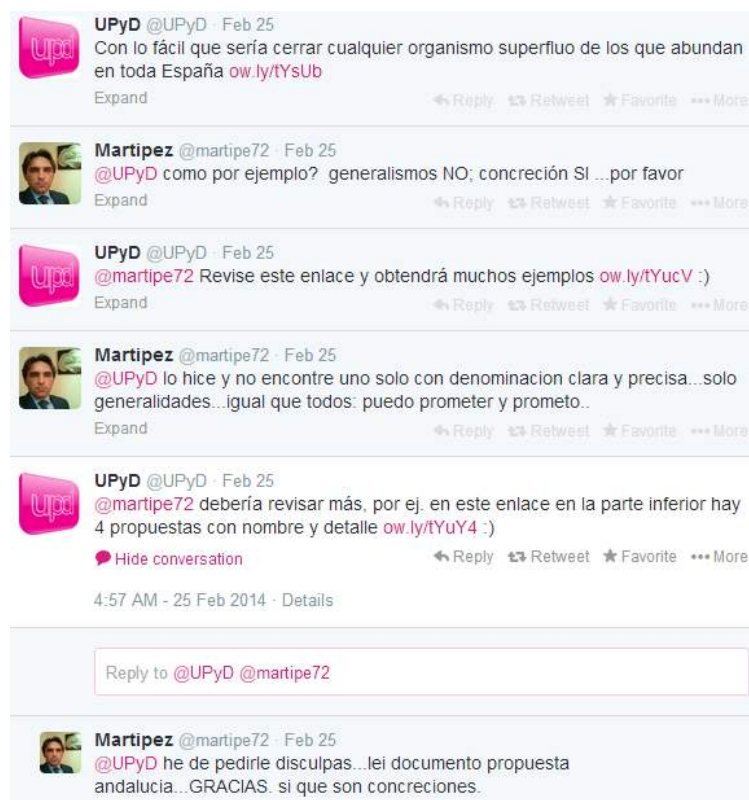 UPyD @UPyD · Feb 25
Con lo fácil que sería cerrar cualquier organismo superfluo de los que abundan
en toda España ow.ly/tYsUb
Expand Reply Retweet Favorite More
Martipez @martipe72 · Feb 25
@UPyD como por ejemplo? generalismos NO; concreción SI ...por favor
Expand Reply Retweet Favorite More
UPyD @UPyD · Feb 25
@martipe72 Revise este enlace y obtendrá muchos ejemplos ow.ly/tYucV :)
Expand Reply Retweet Favorite More
Martipez @martipe72 · Feb 25
@UPyD lo hice y no encontre uno solo con denominacion clara y precisa...solo
generalidades...igual que todos: puedo prometer y prometo..
Expand Reply Retweet Favorite More
UPyD @UPyD · Feb 25
@martipe72 debería revisar más, por ej. en este enlace en la parte inferior hay
4 propuestas con nombre y detalle ow.ly/tYuY4 :)
Hide conversation Reply Retweet Favorite More
4:57 AM - 25 Feb 2014 · Details
Reply to @UPyD @martipe72
Martipez @martipe72 · Feb 25
@UPyD he de pedirle disculpas...lei documento propuesta
andalucia...GRACIAS. si que son concreciones.